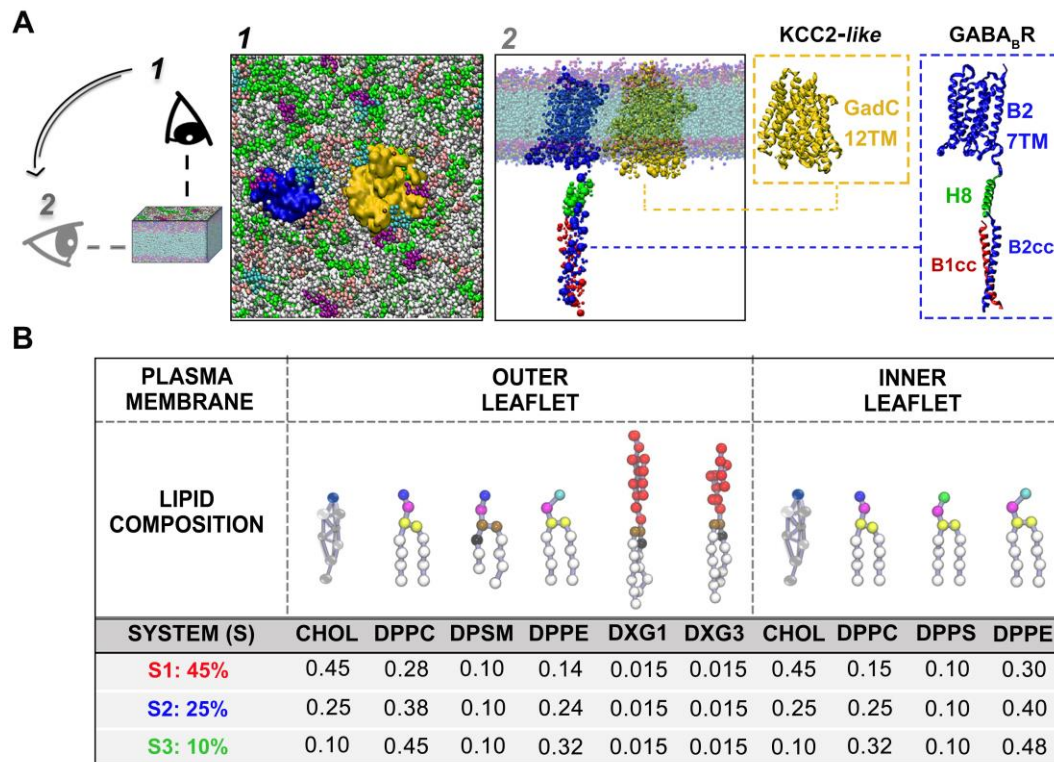 A
1
2
1
2
KCC2-like
GadC
12TM
GABA_BR
B2
7TM
H8
B1cc
B2cc
B
PLASMA MEMBRANE
OUTER LEAFLET
INNER LEAFLET
LIPID COMPOSITION
SYSTEM (S) CHOL DPPC DPSM DPPE DXG1 DXG3 CHOL DPPC DPPS DPPE
S1: 45% 0.45 0.28 0.10 0.14 0.015 0.015 0.45 0.15 0.10 0.30
S2: 25% 0.25 0.38 0.10 0.24 0.015 0.015 0.25 0.25 0.10 0.40
S3: 10% 0.10 0.45 0.10 0.32 0.015 0.015 0.10 0.32 0.10 0.48